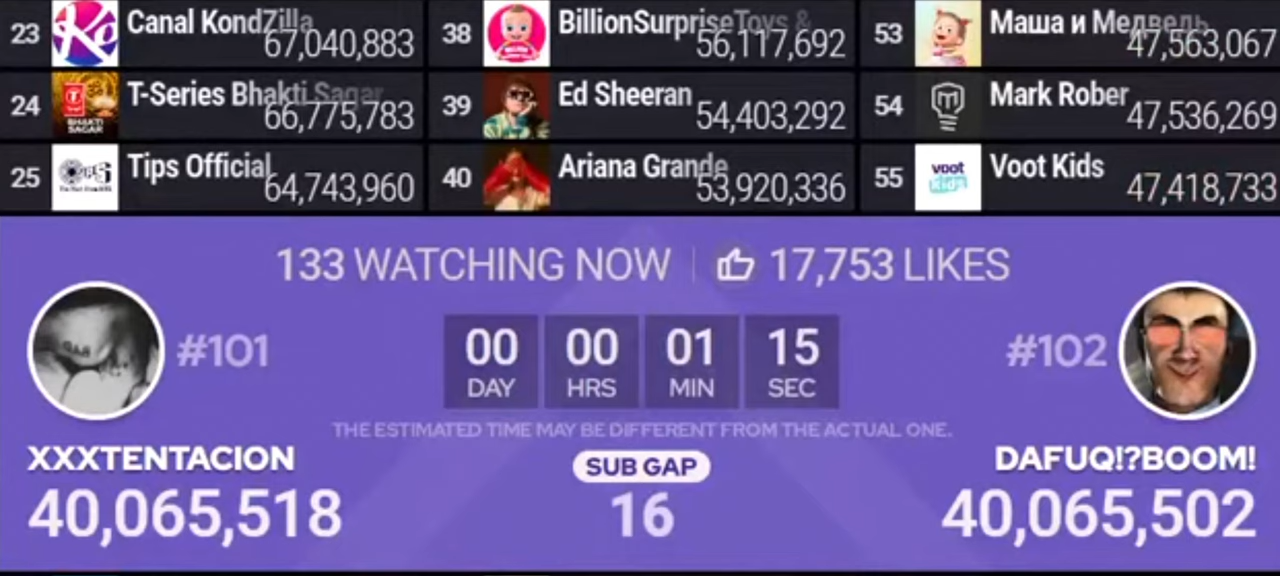 23 Canal KondZilla 67,040,883
38 BillionSurpriseToys & 56,117,692
53 Маша и Медведь 47,563,067
24 T-Series Bhakti Sagar 66,775,783
39 Ed Sheeran 54,403,292
54 Mark Rober 47,536,269
25 Tips Official 64,743,960
40 Ariana Grande 53,920,336
55 Voot Kids 47,418,733
133 WATCHING NOW | 17,753 LIKES
#101
00 00 01 15
DAY HRS MIN SEC
#102
THE ESTIMATED TIME MAY BE DIFFERENT FROM THE ACTUAL ONE.
XXXTENTACION
SUB GAP
DAFUQ!?BOOM!
40,065,518
16
40,065,502